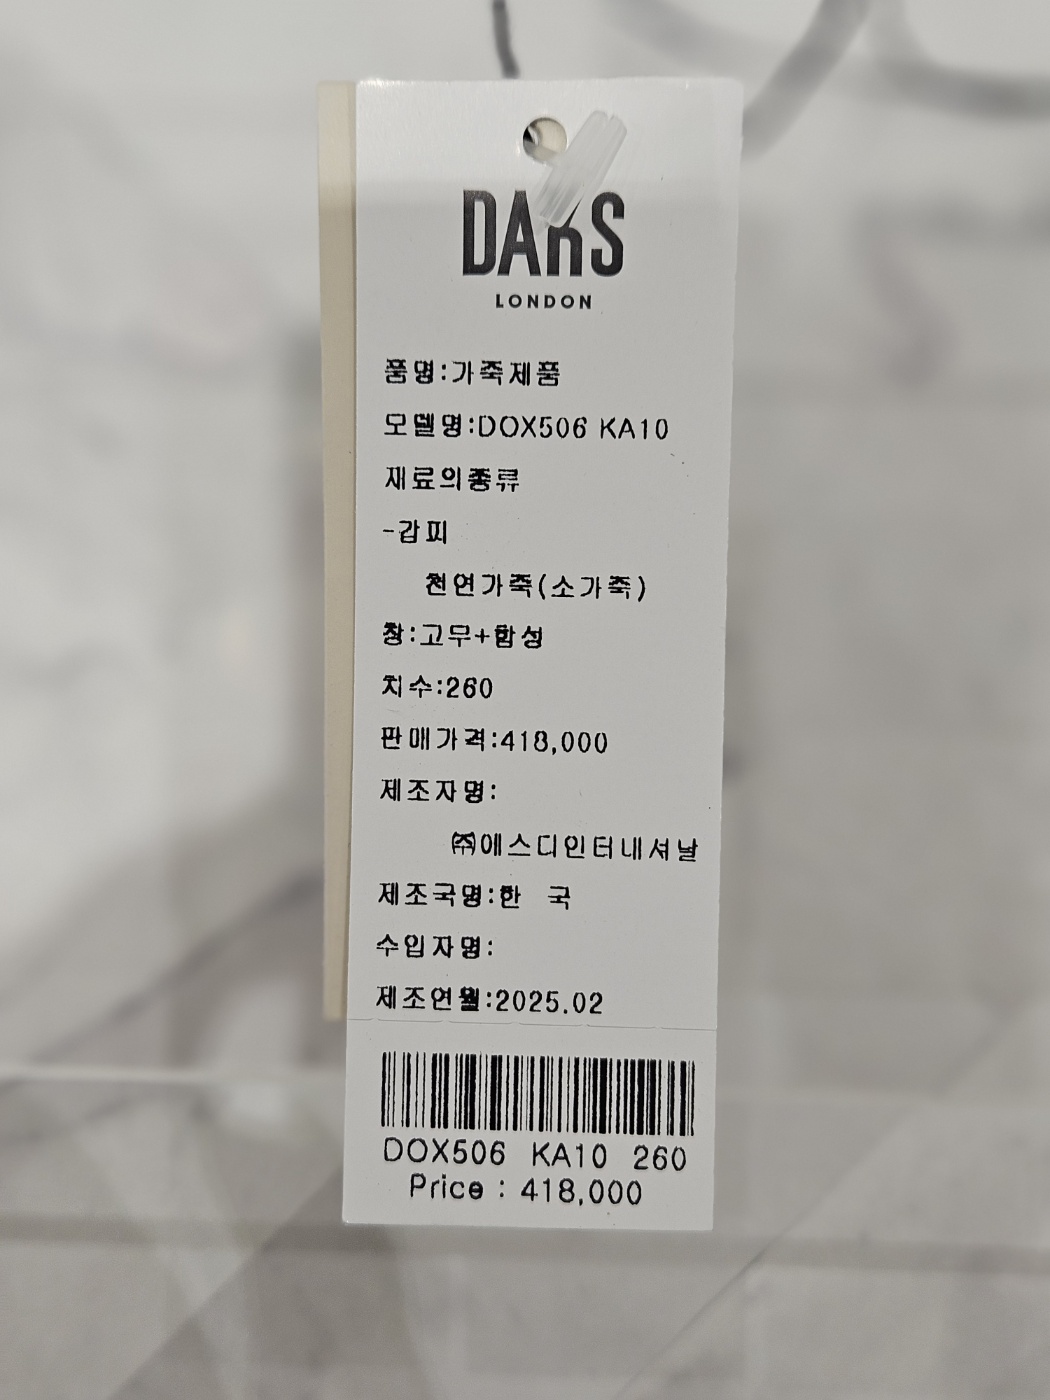 DAKS
LONDON
품명:가죽제품
모델명:DOX506 KA10
재료의종류
-갑피
천연가죽(소가죽)
창:고무+합성
치수:260
판매가격:418,000
제조자명:
㈜에스디인터내셔날
제조국명:한 국
수입자명:
제조연월:2025.02
DOX506 KA10 260
Price : 418,000